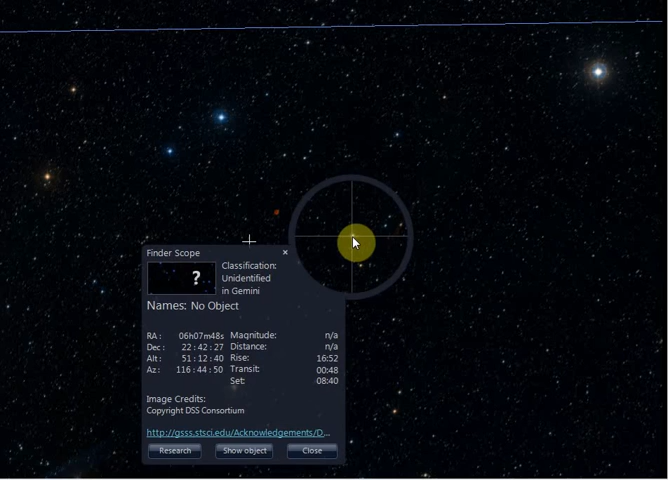 Finder Scope
×
?
Classification:
Unidentified
in Gemini
Names: No Object
RA : 06h07m48s
Dec : 22 : 42 : 27
Alt : 51 : 12 : 40
Az : 116 : 44 : 50
Magnitude: n/a
Distance: n/a
Rise: 16:52
Transit: 00:48
Set: 08:40
Image Credits:
Copyright DSS Consortium
http://gsss.stsci.edu/Acknowledgements/D...
Research Show object Close